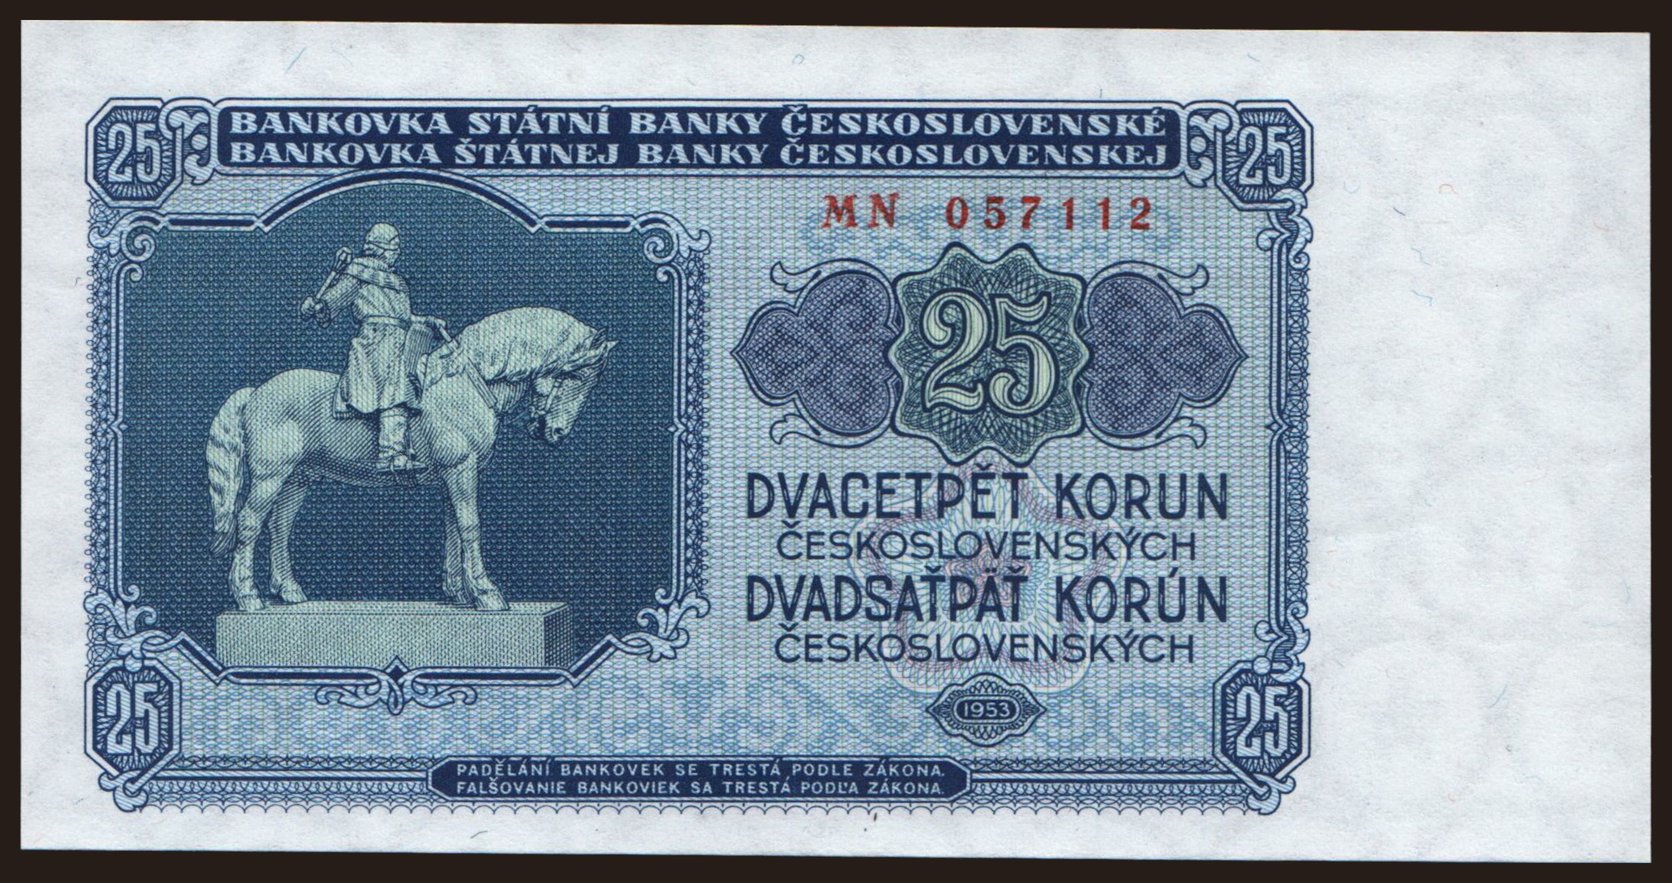 BANKOVKA STÁTNÍ BANKY ČESKOSLOVENSKÉ
BANKOVKA ŠTÁTNEJ BANKY ČESKOSLOVENSKEJ
25
25
MN 057112
25
DVACETPĚT KORUN
ČESKOSLOVENSKÝCH
DVADSAŤPÄŤ KORÚN
ČESKOSLOVENSKÝCH
1953
25
25
PADĚLÁNÍ BANKOVEK SE TRESTÁ PODLE ZÁKONA.
FALŠOVANIE BANKOVIEK SA TRESTÁ PODĽA ZÁKONA.